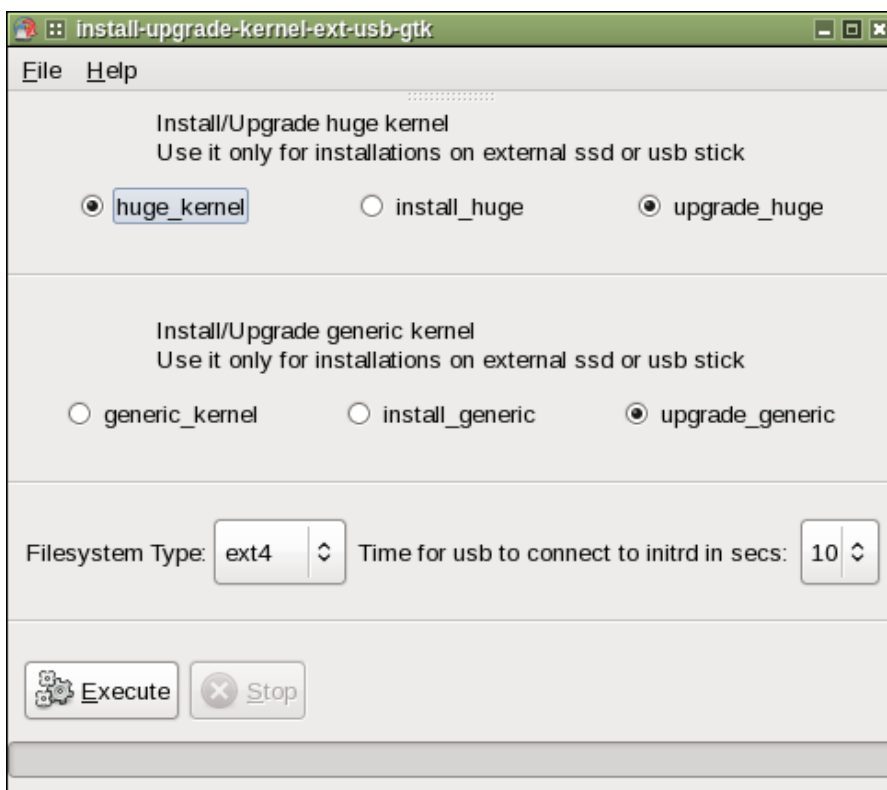 install-upgrade-kernel-ext-usb-gtk
File Help
Install/Upgrade huge kernel
Use it only for installations on external ssd or usb stick
huge_kernel install_huge upgrade_huge
Install/Upgrade generic kernel
Use it only for installations on external ssd or usb stick
generic_kernel install_generic upgrade_generic
Filesystem Type: ext4 Time for usb to connect to initrd in secs: 10
Execute Stop